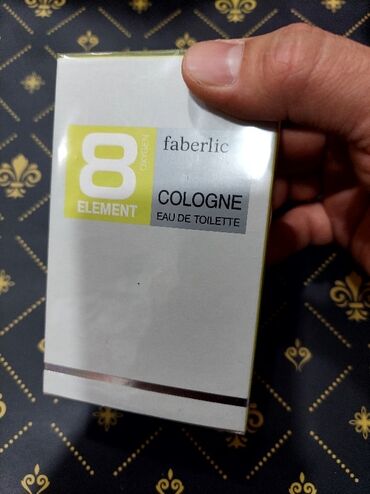 8
OXYGEN
ELEMENT
faberlic
COLOGNE
EAU DE TOILETTE